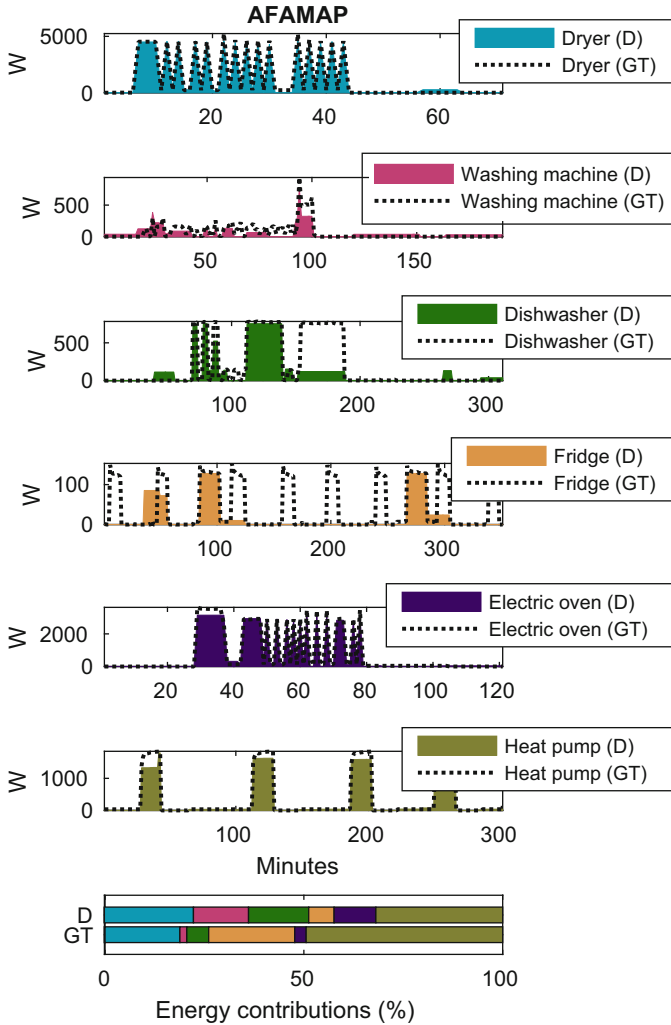 AFAMAP
5000
0
W
20
40
60
Dryer (D)
Dryer (GT)
500
0
W
50
100
150
Washing machine (D)
Washing machine (GT)
500
0
W
100
200
300
Dishwasher (D)
Dishwasher (GT)
100
0
W
100
200
300
Fridge (D)
Fridge (GT)
2000
0
W
20
40
60
80
100
120
Electric oven (D)
Electric oven (GT)
1000
0
W
100
200
300
Heat pump (D)
Heat pump (GT)
Minutes
D
GT
0
50
100
Energy contributions (%)